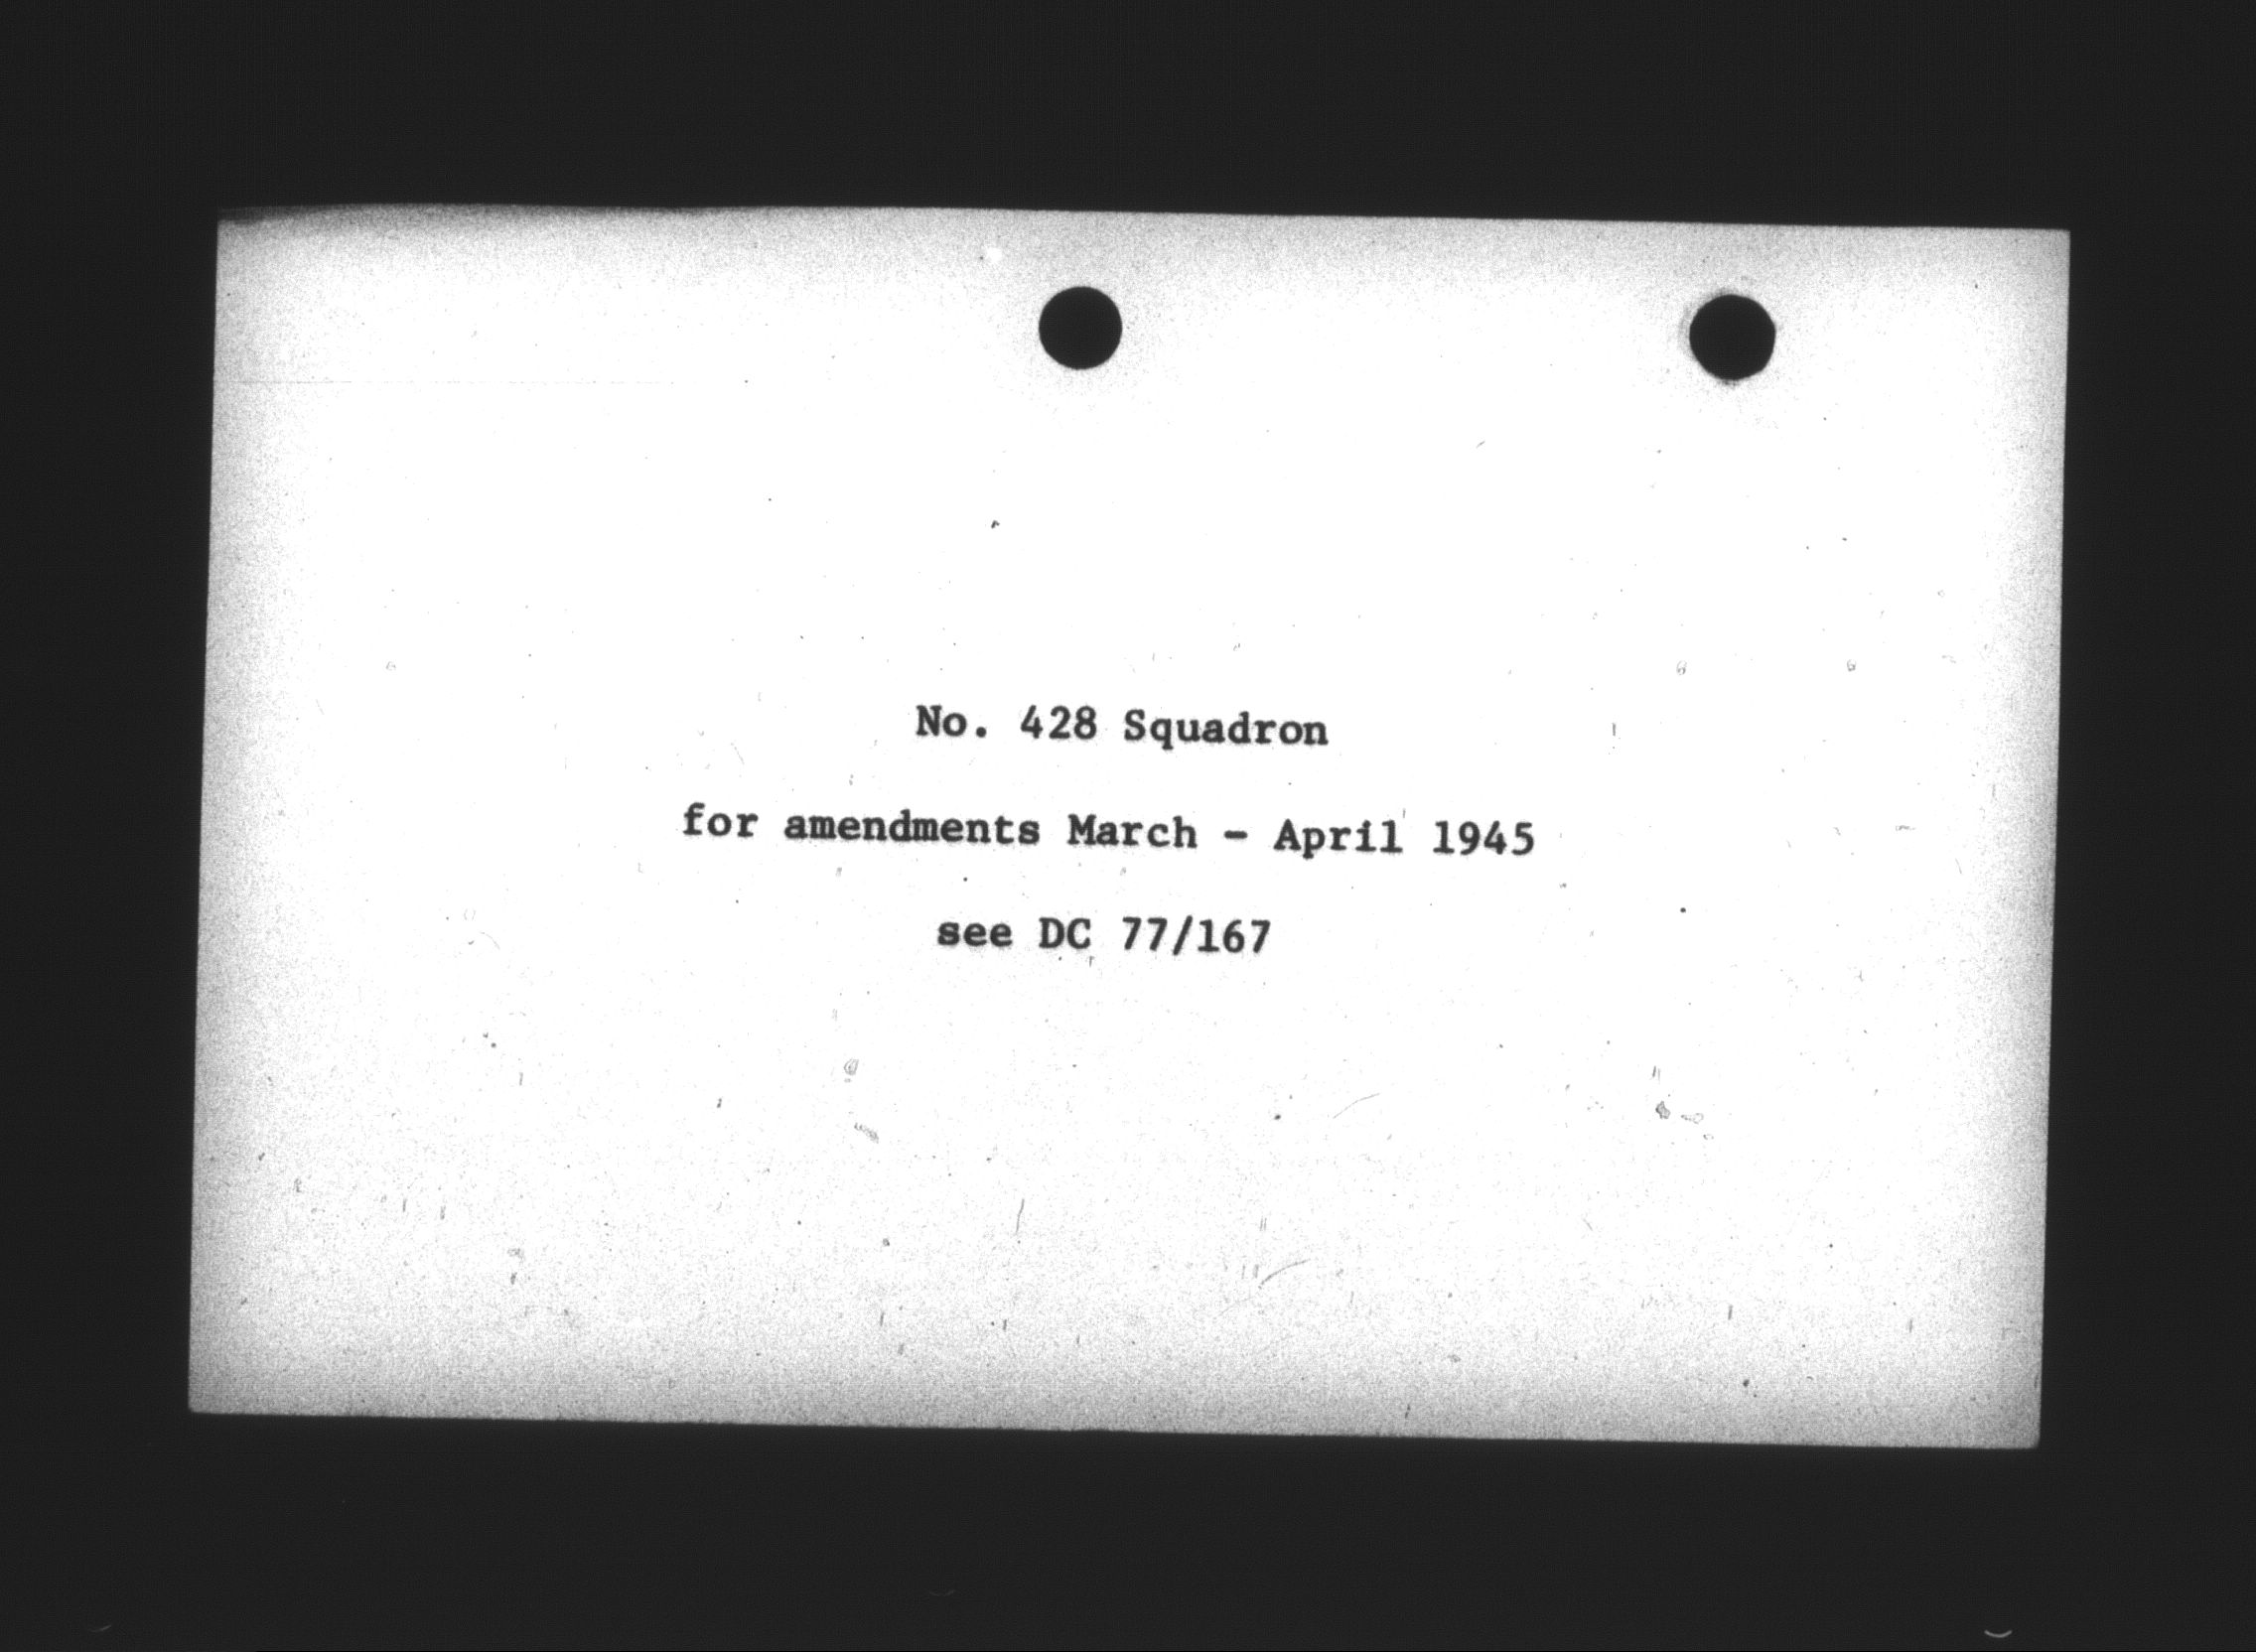 No. 428 Squadron
for amendments March - April 1945
see DC 77/167